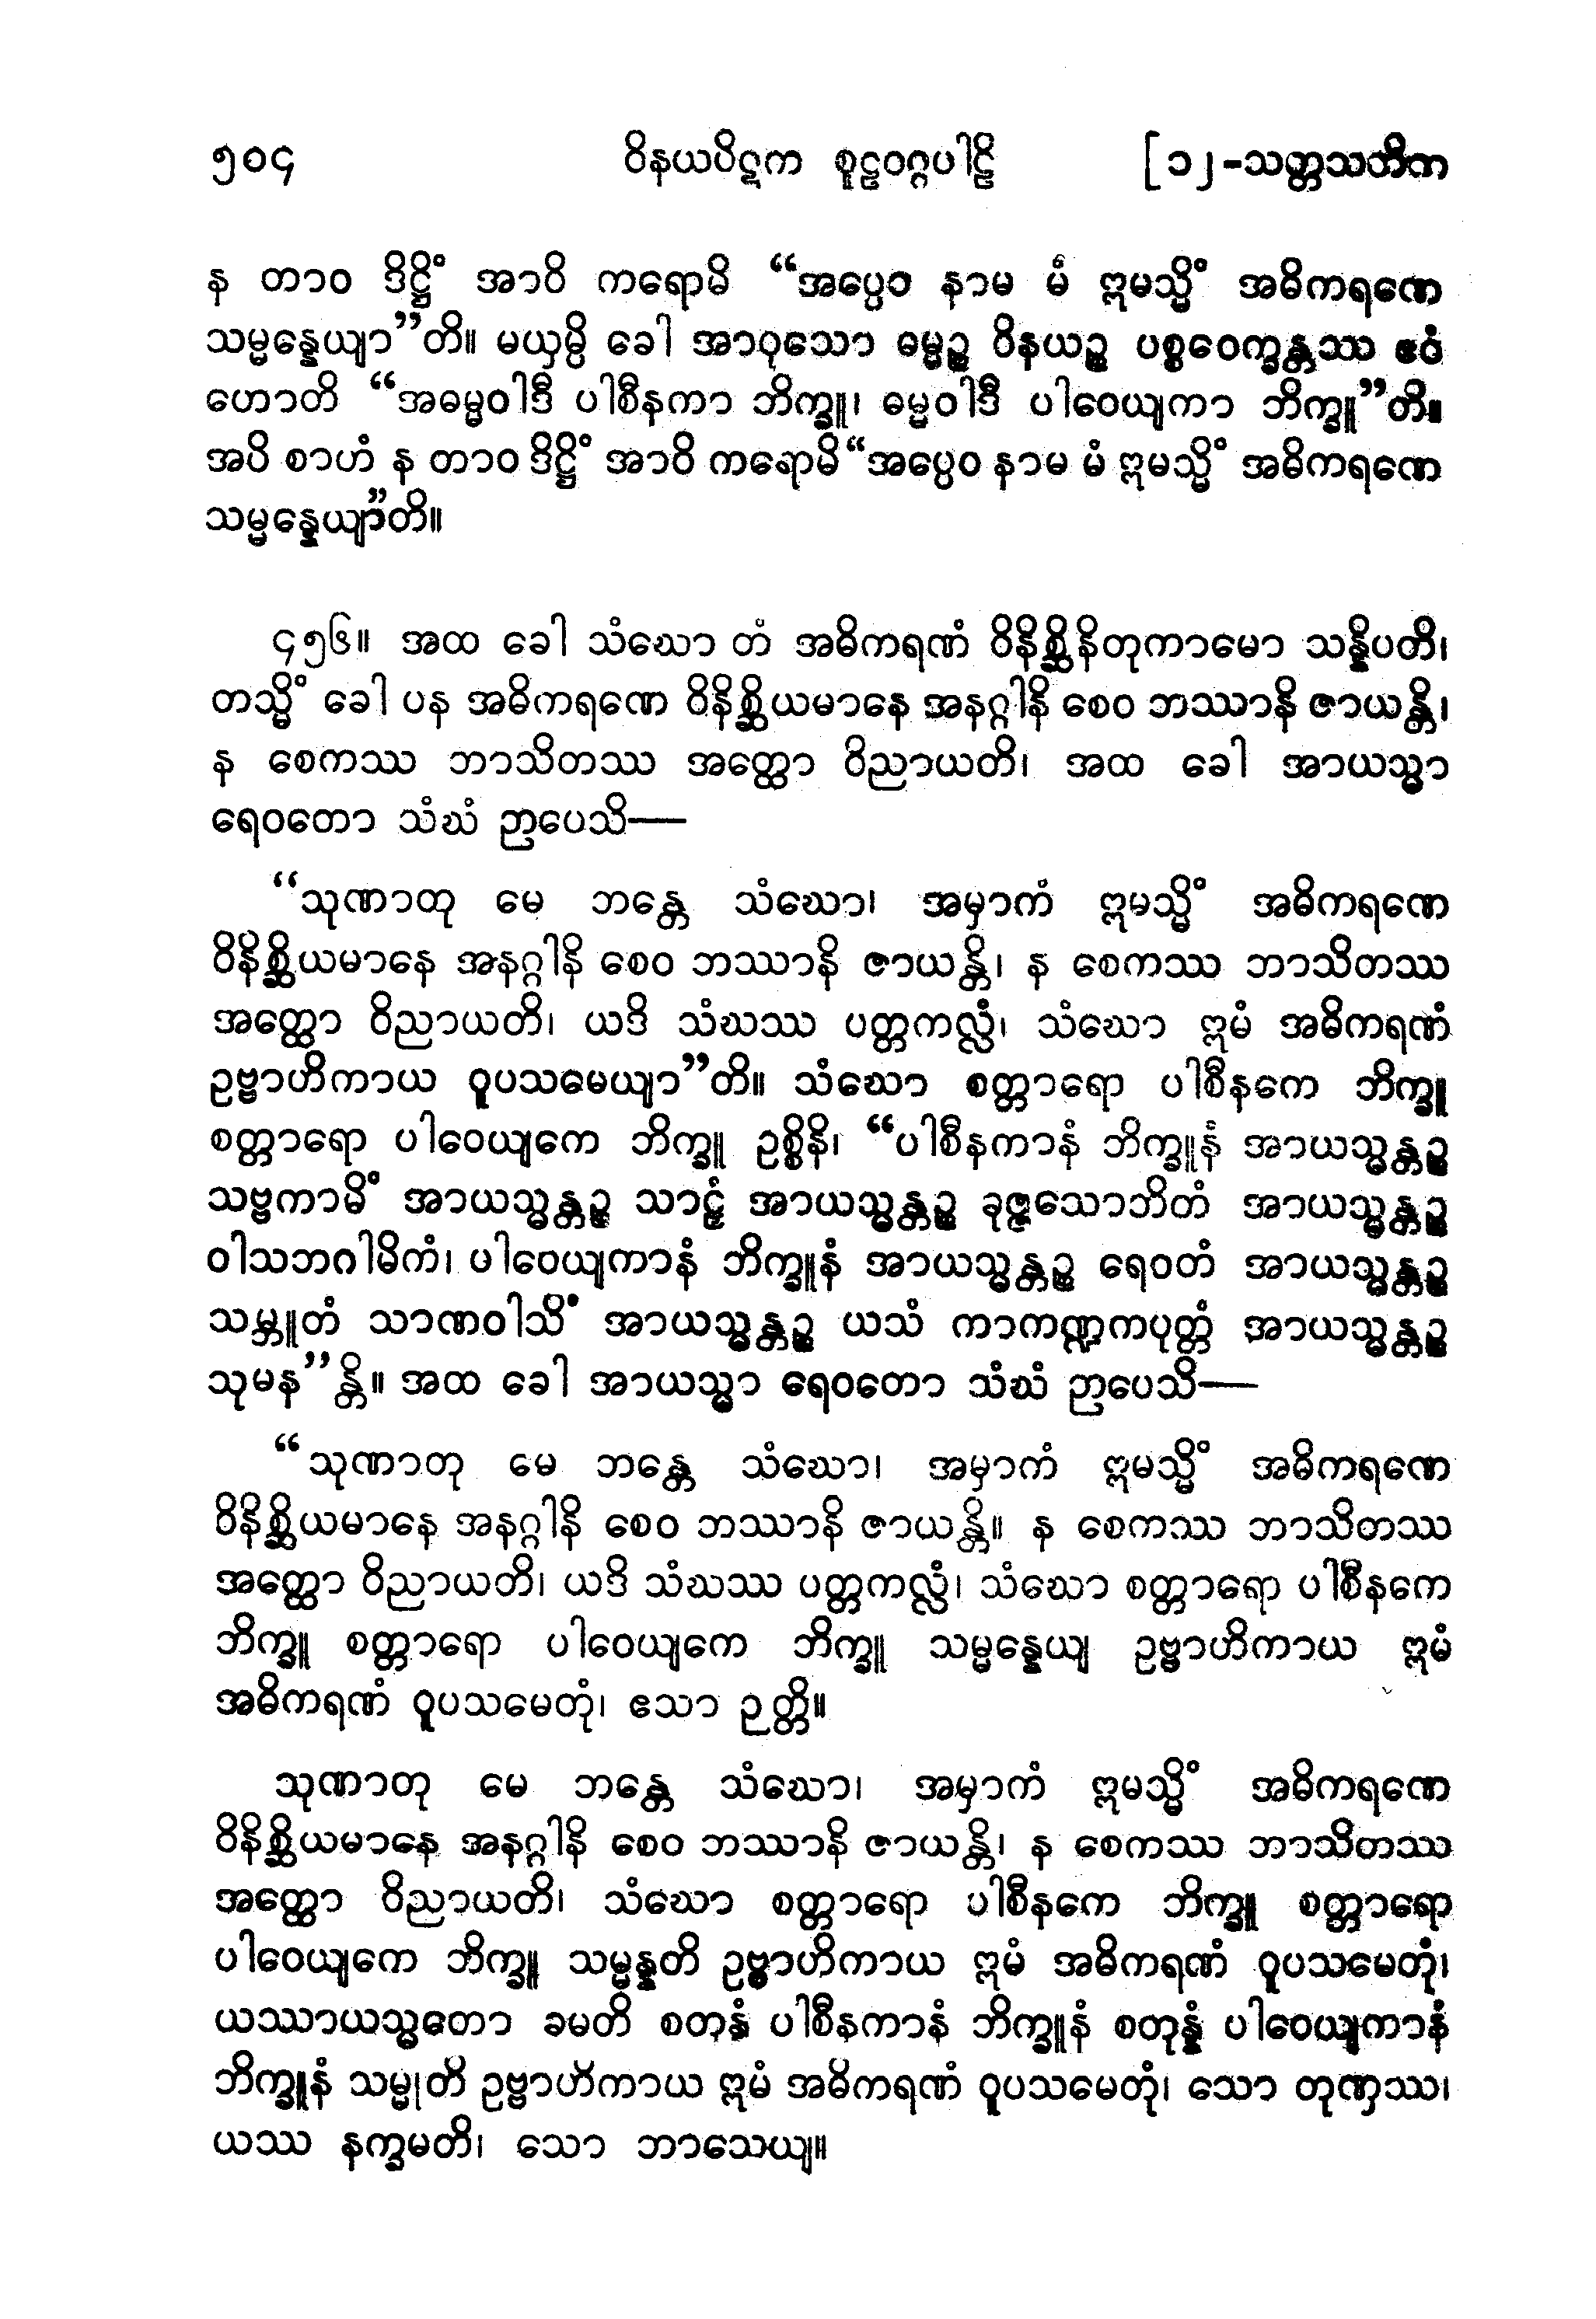 ၅၀၄ ဝိနယပိဋက စူဠဝဂ္ဂပါဠိ [၁၂-သတ္တသတိက
န တာဝ ဒိဋ္ဌိံ အာဝိ ကရောမိ “အပ္ပေဝ နာမ မံ ဣမသ္မိံ အဓိကရဏေ
သမ္မန္နေယျာ”တိ။ မယှမ္ပိ ခေါ အာဝုသော ဓမ္မဉ္စ ဝိနယဉ္စ ပစ္စဝေက္ခန္တဿ ဧဝံ
ဟောတိ “အဓမ္မဝါဒီ ပါစီနကာ ဘိက္ခူ၊ ဓမ္မဝါဒီ ပါဝေယျကာ ဘိက္ခူ”တိ။
အပိ စာဟံ န တာဝ ဒိဋ္ဌိံ အာဝိ ကရောမိ “အပ္ပေဝ နာမ မံ ဣမသ္မိံ အဓိကရဏေ
သမ္မန္နေယျာ”တိ။
၄၅၆။ အထ ခေါ သံဃော တံ အဓိကရဏံ ဝိနိစ္ဆိနိတုကာမော သန္နိပတိ၊
တသ္မိံ ခေါ ပန အဓိကရဏေ ဝိနိစ္ဆိယမာနေ အနဂ္ဂါနိ စေဝ ဘဿာနိ ဇာယန္တိ၊
န စေကဿ ဘာသိတဿ အတ္ထော ဝိညာယတိ၊ အထ ခေါ အာယသ္မာ
ရေဝတော သံဃံ ဉာပေသိ—
“သုဏာတု မေ ဘန္တေ သံဃော၊ အမှာကံ ဣမသ္မိံ အဓိကရဏေ
ဝိနိစ္ဆိယမာနေ အနဂ္ဂါနိ စေဝ ဘဿာနိ ဇာယန္တိ၊ န စေကဿ ဘာသိတဿ
အတ္ထော ဝိညာယတိ၊ ယဒိ သံဃဿ ပတ္တကလ္လံ၊ သံဃော ဣမံ အဓိကရဏံ
ဥဗ္ဗာဟိကာယ ဝူပသမေယျာ”တိ။ သံဃော စတ္တာရော ပါစီနကေ ဘိက္ခူ
စတ္တာရော ပါဝေယျကေ ဘိက္ခူ ဥစ္စိနိ၊ “ပါစီနကာနံ ဘိက္ခူနံ အာယသ္မန္တဉ္စ
သဗ္ဗကာမိံ အာယသ္မန္တဉ္စ သာဠှံ အာယသ္မန္တဉ္စ ခုဇ္ဇသောဘိတံ အာယသ္မန္တဉ္စ
ဝါသဘဂါမိကံ၊ ပါဝေယျကာနံ ဘိက္ခူနံ အာယသ္မန္တဉ္စ ရေဝတံ အာယသ္မန္တဉ္စ
သမ္ဘူတံ သာဏဝါသိံ အာယသ္မန္တဉ္စ ယသံ ကာကဏ္ဍကပုတ္တံ အာယသ္မန္တဉ္စ
သုမန”န္တိ။ အထ ခေါ အာယသ္မာ ရေဝတော သံဃံ ဉာပေသိ—
“သုဏာတု မေ ဘန္တေ သံဃော၊ အမှာကံ ဣမသ္မိံ အဓိကရဏေ
ဝိနိစ္ဆိယမာနေ အနဂ္ဂါနိ စေဝ ဘဿာနိ ဇာယန္တိ။ န စေကဿ ဘာသိတဿ
အတ္ထော ဝိညာယတိ၊ ယဒိ သံဃဿ ပတ္တကလ္လံ၊ သံဃော စတ္တာရော ပါစီနကေ
ဘိက္ခူ စတ္တာရော ပါဝေယျကေ ဘိက္ခူ သမ္မန္နေယျ ဥဗ္ဗာဟိကာယ ဣမံ
အဓိကရဏံ ဝူပသမေတုံ၊ ဧသာ ဉတ္တိ။
သုဏာတု မေ ဘန္တေ သံဃော၊ အမှာကံ ဣမသ္မိံ အဓိကရဏေ
ဝိနိစ္ဆိယမာနေ အနဂ္ဂါနိ စေဝ ဘဿာနိ ဇာယန္တိ၊ န စေကဿ ဘာသိတဿ
အတ္ထော ဝိညာယတိ၊ သံဃော စတ္တာရော ပါစီနကေ ဘိက္ခူ စတ္တာရော
ပါဝေယျကေ ဘိက္ခူ သမ္မန္နတိ ဥဗ္ဗာဟိကာယ ဣမံ အဓိကရဏံ ဝူပသမေတုံ၊
ယဿာယသ္မတော ခမတိ စတုန္နံ ပါစီနကာနံ ဘိက္ခူနံ စတုန္နံ ပါဝေယျကာနံ
ဘိက္ခူနံ သမ္မုတိ ဥဗ္ဗာဟိကာယ ဣမံ အဓိကရဏံ ဝူပသမေတုံ၊ သော တုဏှဿ၊
ယဿ နက္ခမတိ၊ သော ဘာသေယျ။